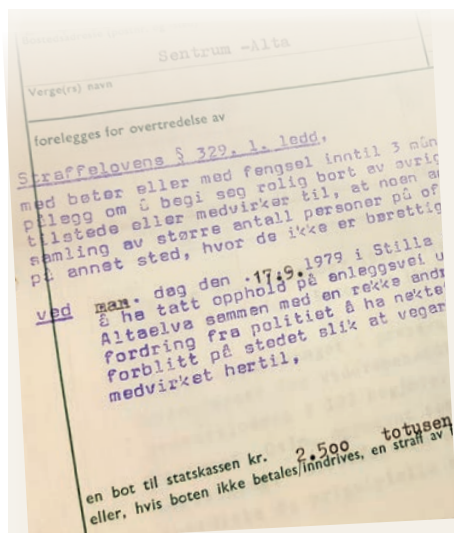 Sentrum -Alta
Verge(rs) navn
forelegges for overtredelse av
Straffelovens § 329, 1. ledd,
med bøter eller med fengsel inntil 3 mån
pålegg om å begi seg rolig bort av øvrig
tilstede eller medvirker til, at noen a
samling av større antall personer på of
på annet sted, hvor de ikke er berettig
ved man. dag den .17.9. 1979 i Stilla
å ha tatt opphold på anleggsvei u
Altaelva sammen med en rekke andr
fordring fra politiet å ha nekte
forblitt på stedet slik at vegar
medvirket hertil,
en bot til statskassen kr. 2.500 totusen
eller, hvis boten ikke betales/inndrives, en straff av